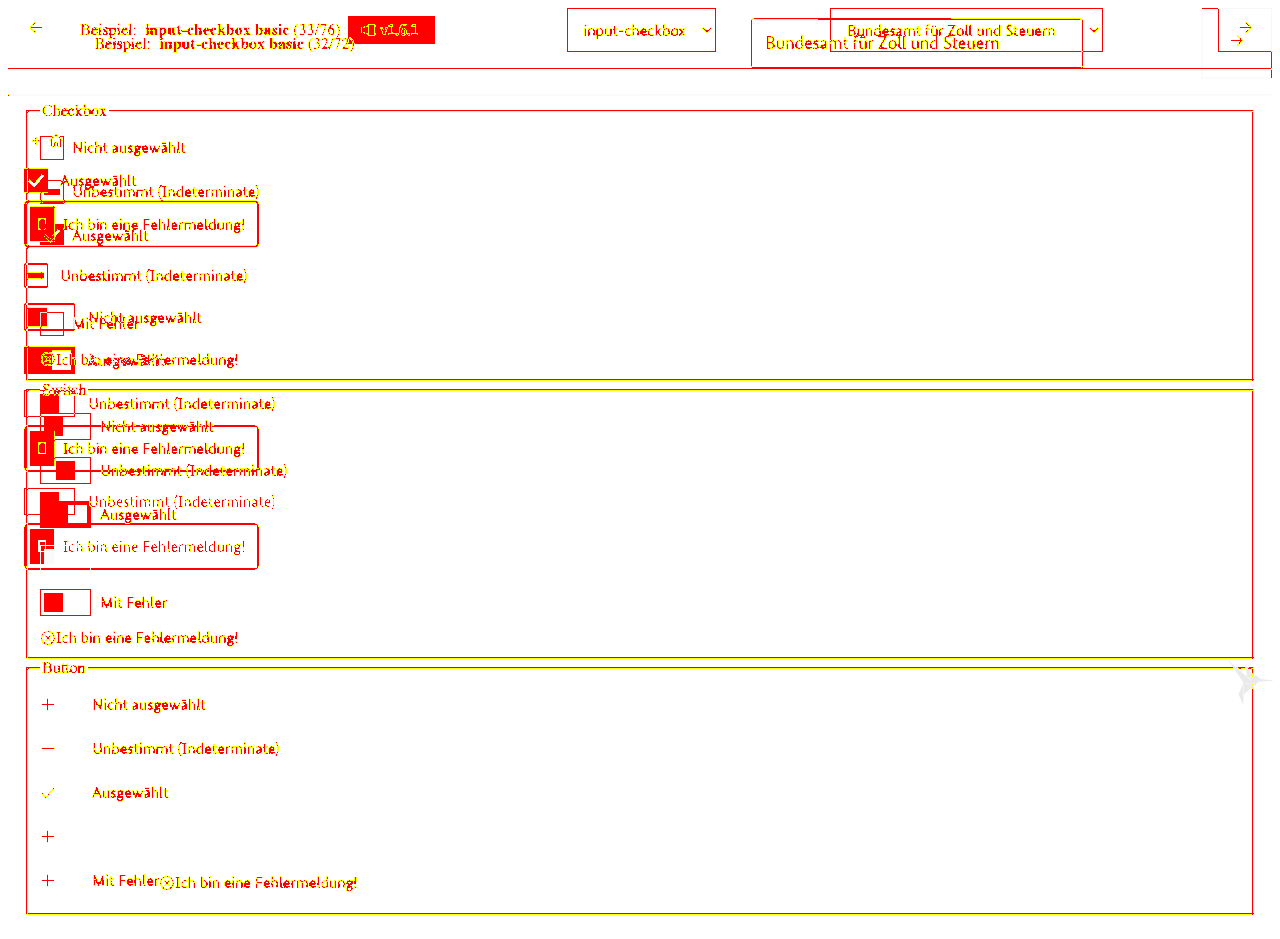 Beispiel: input-checkbox basic (33/76) v1.6.1
input-checkbox
Bundesamt für Zoll und Steuern
Beispiel: input-checkbox basic (32/72)
Bundesamt für Zoll und Steuern
Checkbox
Nicht ausgewählt
Ausgewählt
Unbestimmt (Indeterminate)
Ich bin eine Fehlermeldung!
Ausgewählt
Unbestimmt (Indeterminate)
Nicht ausgewählt
Mit Fehler
Ich bin eine Fehlermeldung!
Ausgewählt
Switch
Unbestimmt (Indeterminate)
Nicht ausgewählt
Ich bin eine Fehlermeldung!
Unbestimmt (Indeterminate)
Unbestimmt (Indeterminate)
Ausgewählt
Ich bin eine Fehlermeldung!
Mit Fehler
Ich bin eine Fehlermeldung!
Button
Nicht ausgewählt
Unbestimmt (Indeterminate)
Ausgewählt
Mit Fehler Ich bin eine Fehlermeldung!